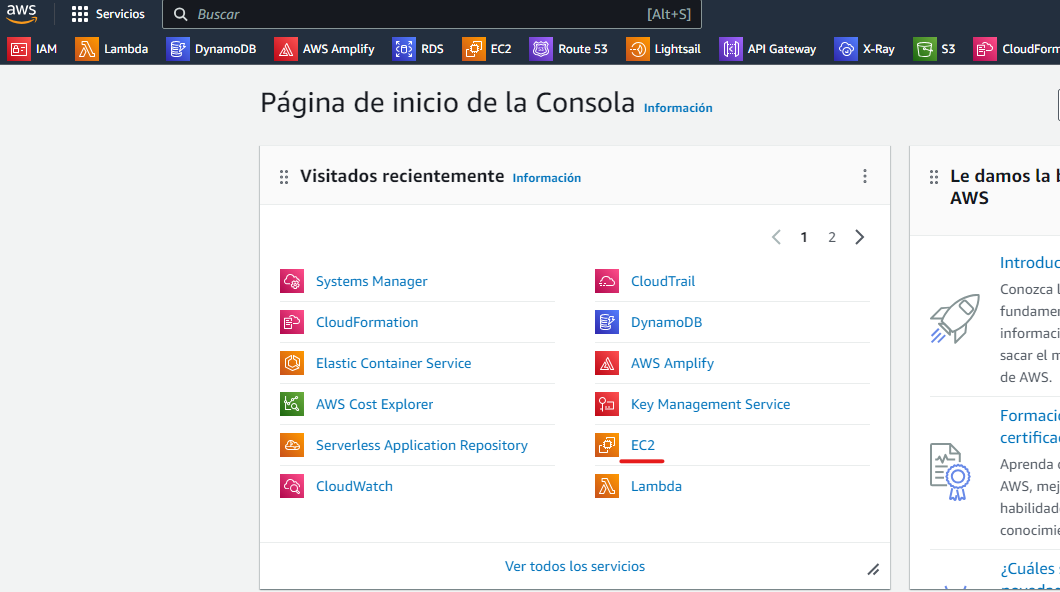 aws Servicios Buscar [Alt+S]
IAM Lambda DynamoDB AWS Amplify RDS EC2 Route 53 Lightsail API Gateway X-Ray S3 CloudForm
Página de inicio de la Consola Información
Visitados recientemente Información
1 2
Systems Manager
CloudFormation
Elastic Container Service
AWS Cost Explorer
Serverless Application Repository
CloudWatch
CloudTrail
DynamoDB
AWS Amplify
Key Management Service
EC2
Lambda
Ver todos los servicios
Le damos la b
AWS
Introduc
Conozca l
fundamen
informaci
sacar el m
de AWS.
Formació
certifica
Aprenda
AWS, mej
habilidad
conocimie
¿Cuáles